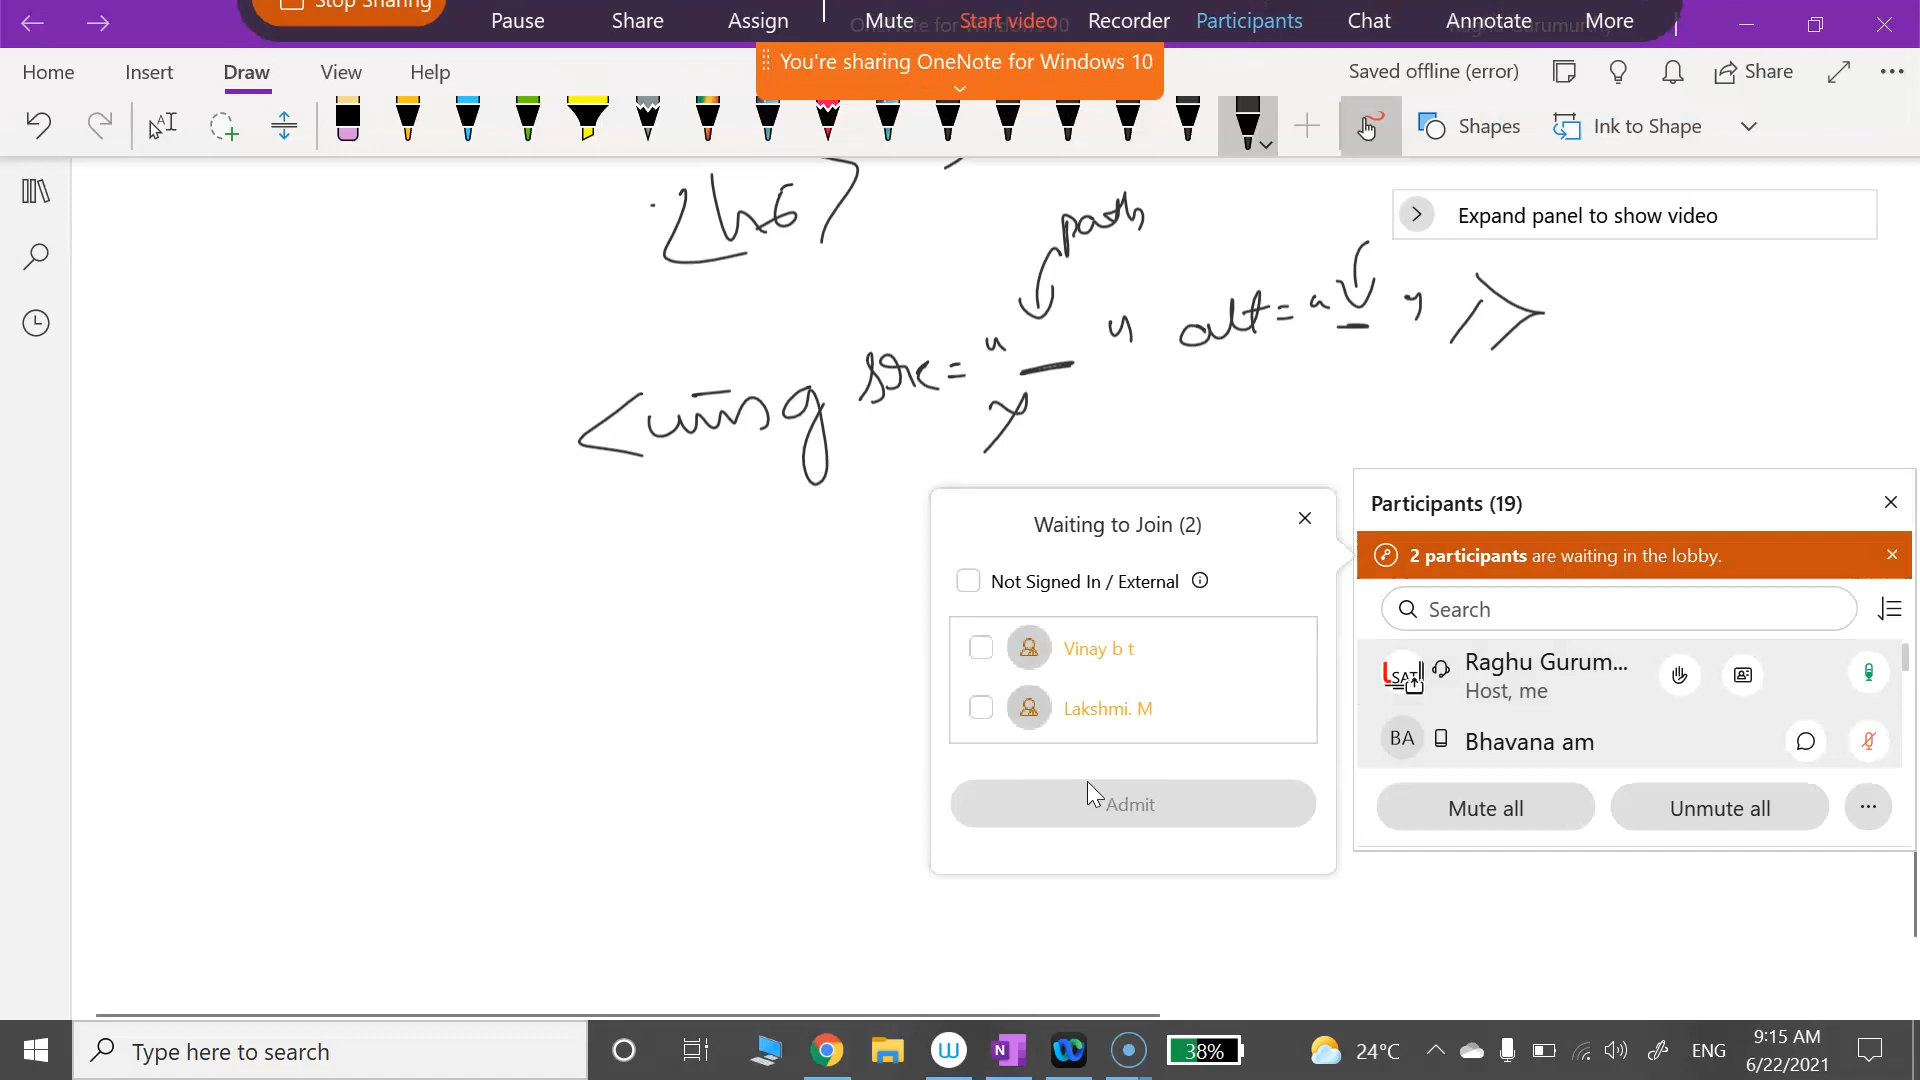 Stop Sharing
Pause Share Assign Mute Start video Recorder Participants Chat Annotate More
You're sharing OneNote for Windows 10
Home Insert Draw View Help
Saved offline (error) Share
Shapes Ink to Shape
Expand panel to show video
<h6>
path
<img src=" " alt=" " />
Waiting to Join (2)
Not Signed In / External
Vinay b t
Lakshmi. M
Admit
Participants (19)
2 participants are waiting in the lobby.
Search
Raghu Gurum...
Host, me
BA Bhavana am
Mute all Unmute all
Type here to search
38%
24°C
ENG
9:15 AM
6/22/2021